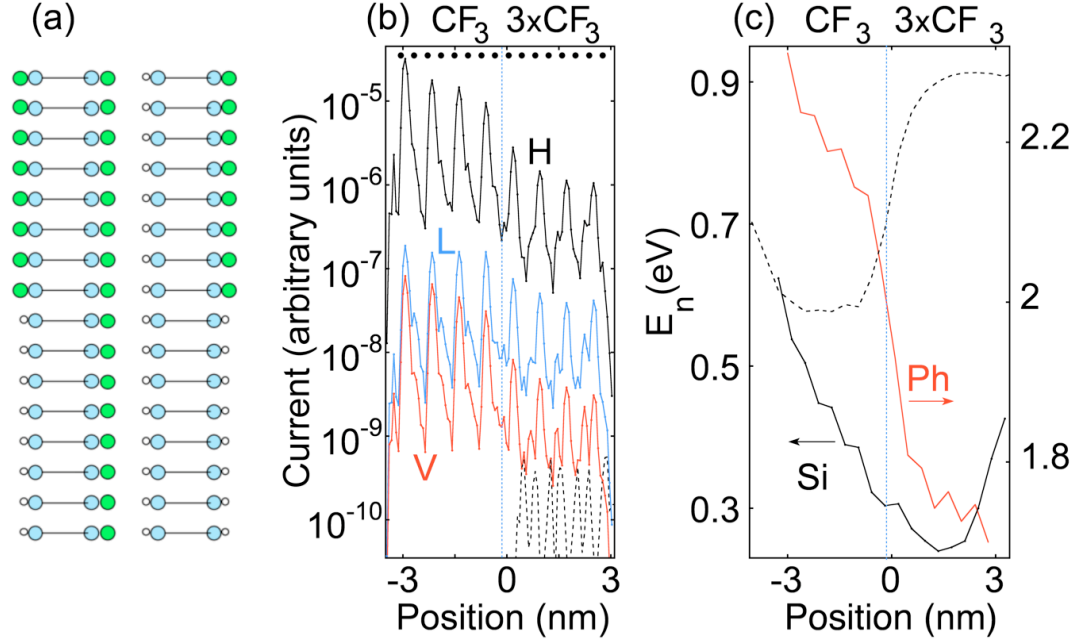 (a)
(b) CF3 3xCF3
Current (arbitrary units)
10^-5
10^-6
10^-7
10^-8
10^-9
10^-10
H
L
V
-3 0 3
Position (nm)
(c) CF3 3xCF3
En(eV)
0.9
0.7
0.5
0.3
2.2
2
1.8
Ph
Si
-3 0 3
Position (nm)